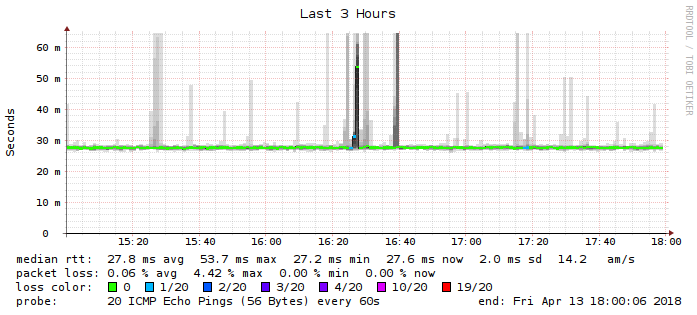 Last 3 Hours
RRDTOOL / TOBI OETIKER
Seconds
60 m
50 m
40 m
30 m
20 m
10 m
0
15:20 15:40 16:00 16:20 16:40 17:00 17:20 17:40 18:00
median rtt: 27.8 ms avg 53.7 ms max 27.2 ms min 27.6 ms now 2.0 ms sd 14.2 am/s
packet loss: 0.06 % avg 4.42 % max 0.00 % min 0.00 % now
loss color: 0 1/20 2/20 3/20 4/20 10/20 19/20
probe: 20 ICMP Echo Pings (56 Bytes) every 60s end: Fri Apr 13 18:00:06 2018